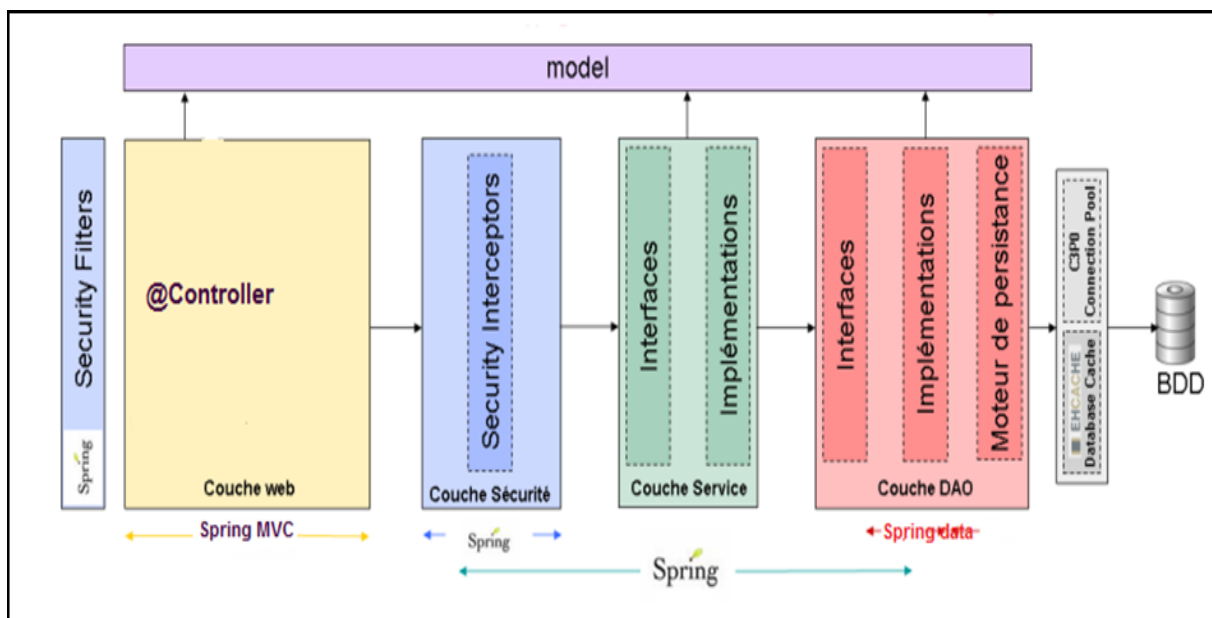 model
Security Filters
Spring
@Controller
Couche web
Spring MVC
Security Interceptors
Couche Sécurité
Spring
Interfaces
Implémentations
Couche Service
Interfaces
Implémentations
Moteur de persistance
Couche DAO
Spring data
Spring
C3P0
Connection Pool
EHCACHE
Database Cache
BDD